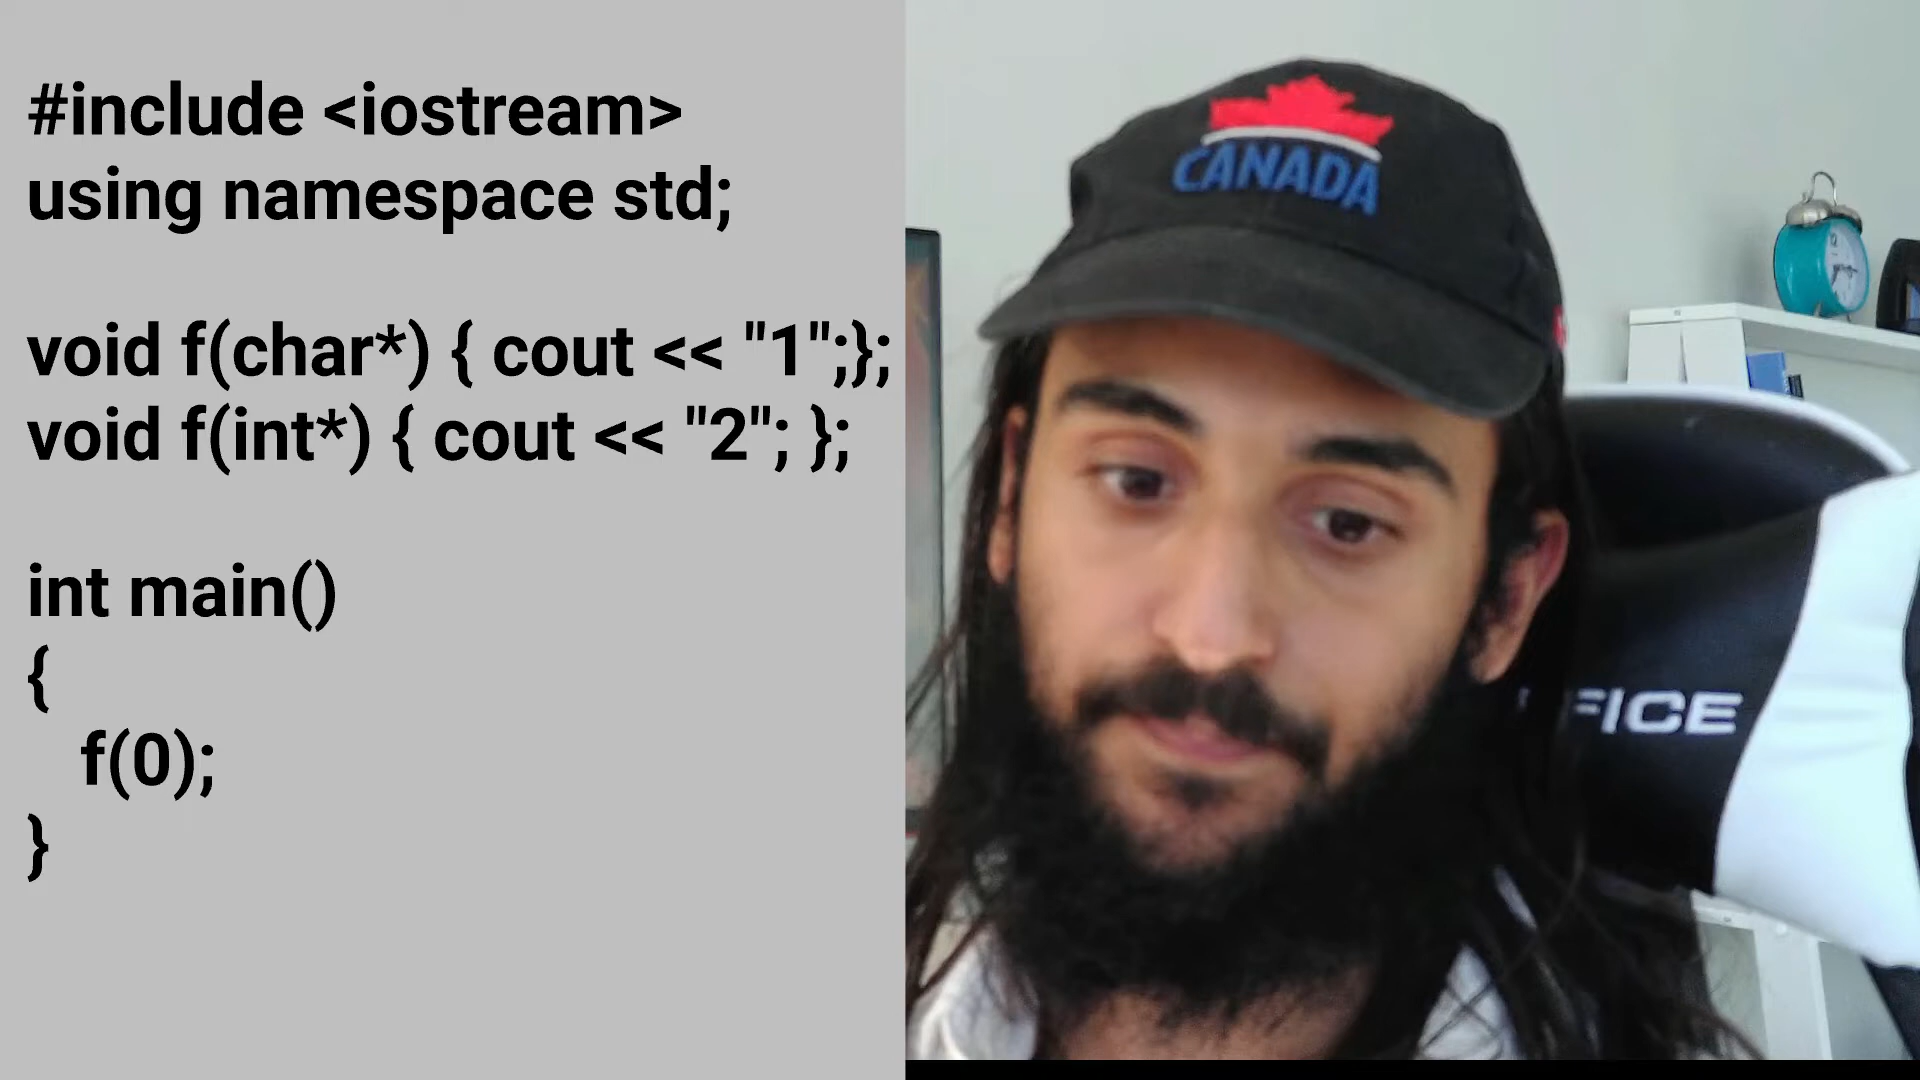 #include <iostream>
using namespace std;
void f(char*) { cout << "1";};
void f(int*) { cout << "2"; };
int main()
{
f(0);
}
CANADA
FICE